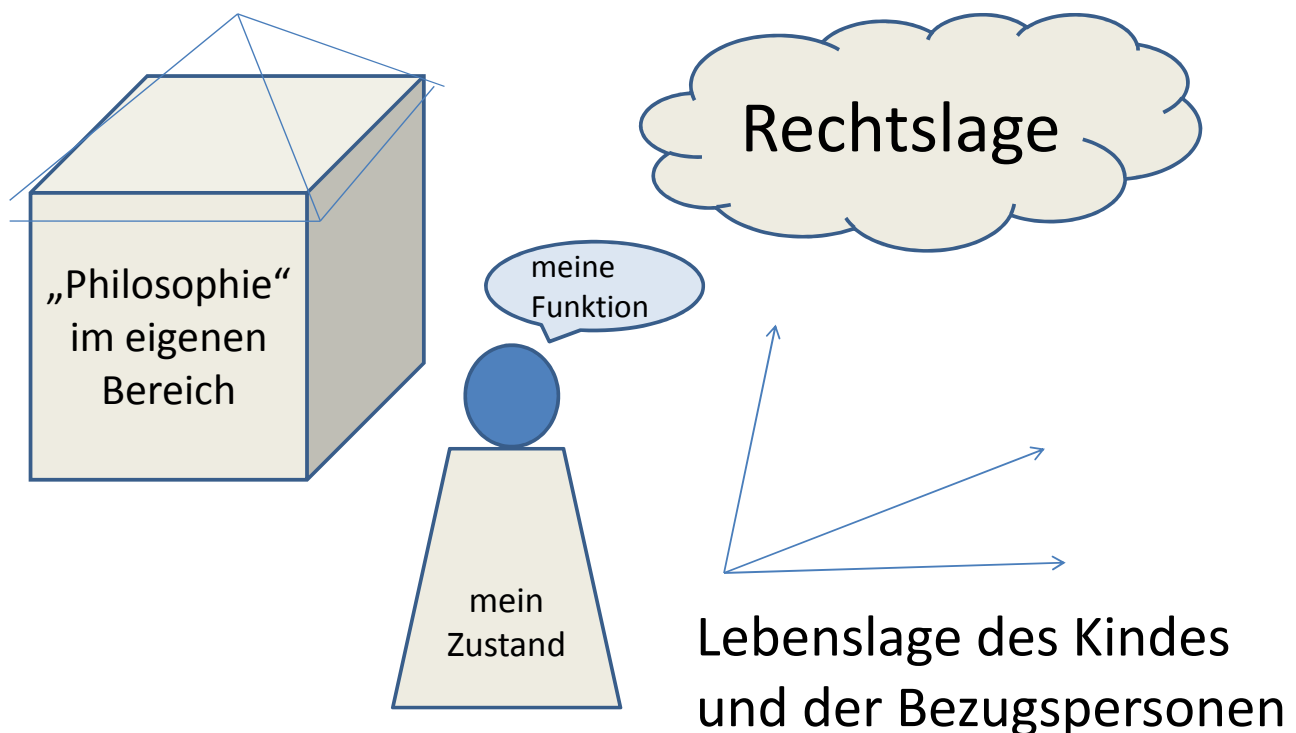 Rechtslage
„Philosophie“
im eigenen
Bereich
meine
Funktion
mein
Zustand
Lebenslage des Kindes
und der Bezugspersonen